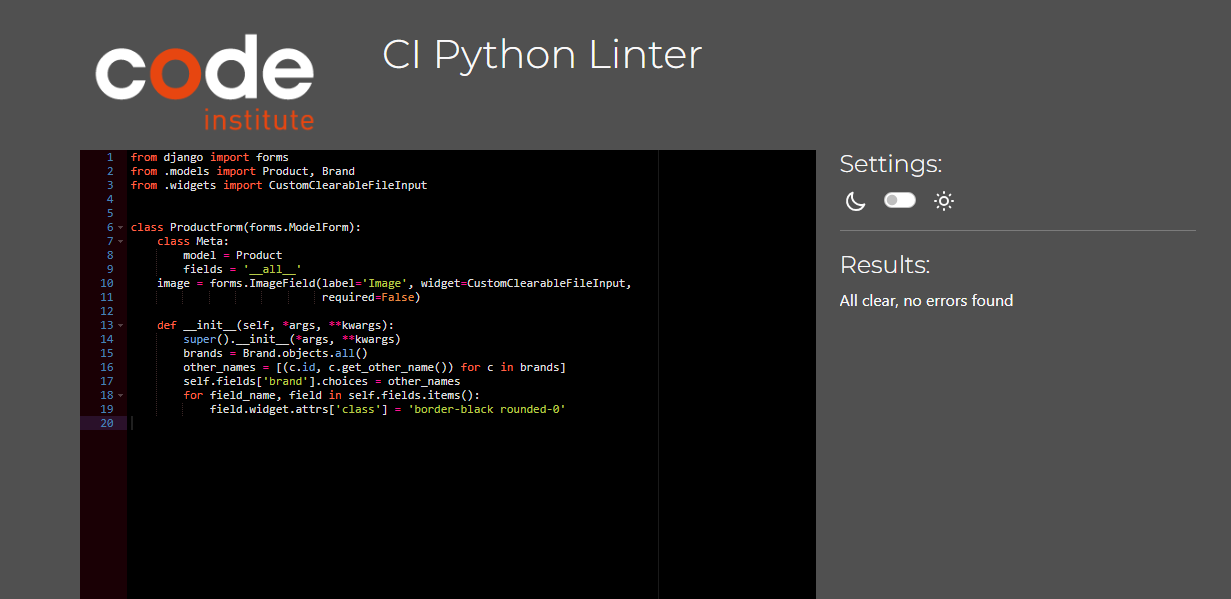 code
institute
CI Python Linter
1 from django import forms
2 from .models import Product, Brand
3 from .widgets import CustomClearableFileInput
4
5
6 class ProductForm(forms.ModelForm):
7     class Meta:
8         model = Product
9         fields = '__all__'
10     image = forms.ImageField(label='Image', widget=CustomClearableFileInput,
11                              required=False)
12
13     def __init__(self, *args, **kwargs):
14         super().__init__(*args, **kwargs)
15         brands = Brand.objects.all()
16         other_names = [(c.id, c.get_other_name()) for c in brands]
17         self.fields['brand'].choices = other_names
18         for field_name, field in self.fields.items():
19             field.widget.attrs['class'] = 'border-black rounded-0'
20
Settings:
Results:
All clear, no errors found